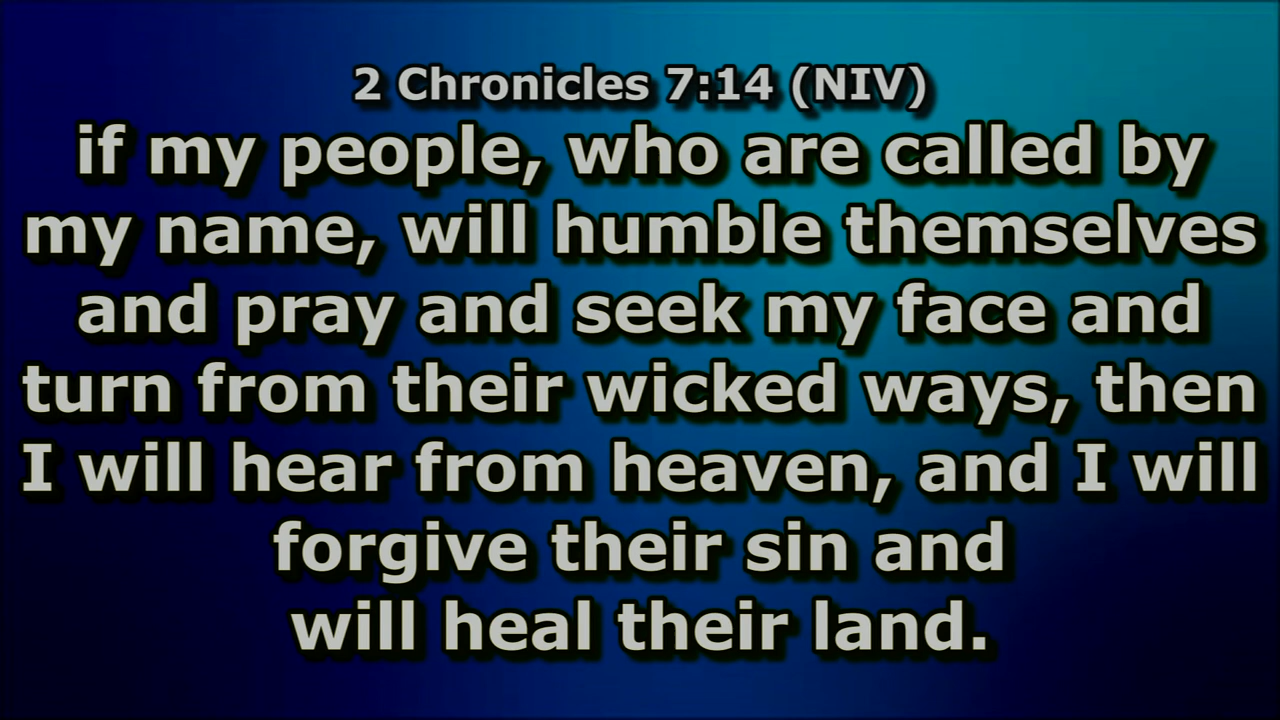 2 Chronicles 7:14 (NIV)
if my people, who are called by
my name, will humble themselves
and pray and seek my face and
turn from their wicked ways, then
I will hear from heaven, and I will
forgive their sin and
will heal their land.